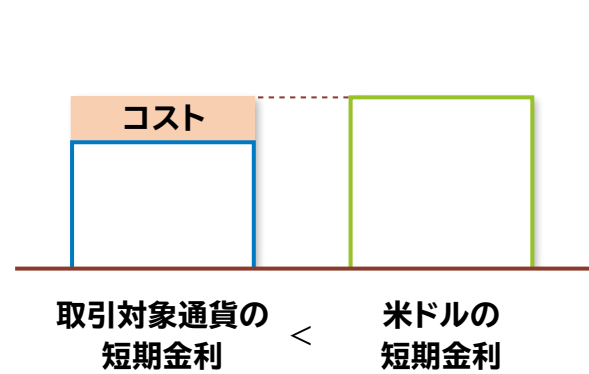 コスト
取引対象通貨の
短期金利
<
米ドルの
短期金利